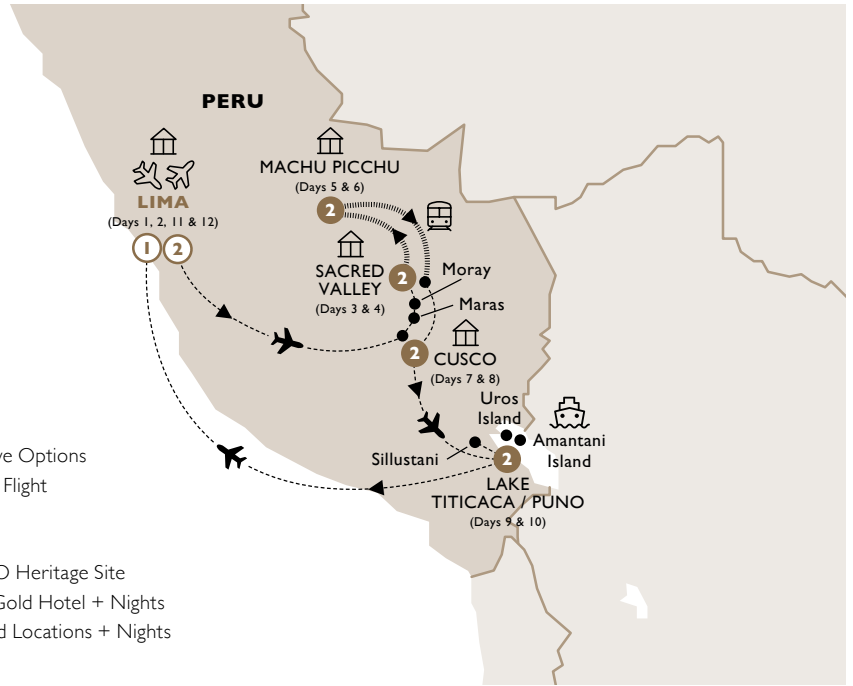 PERU
LIMA
(Days 1, 2, 11 & 12)
1
2
MACHU PICCHU
(Days 5 & 6)
2
SACRED
VALLEY
(Days 3 & 4)
2
Moray
Maras
2
CUSCO
(Days 7 & 8)
Uros
Island
Amantani
Island
Sillustani
2
LAKE
TITICACA / PUNO
(Days 9 & 10)
Options
Flight
Heritage Site
Gold Hotel + Nights
Locations + Nights